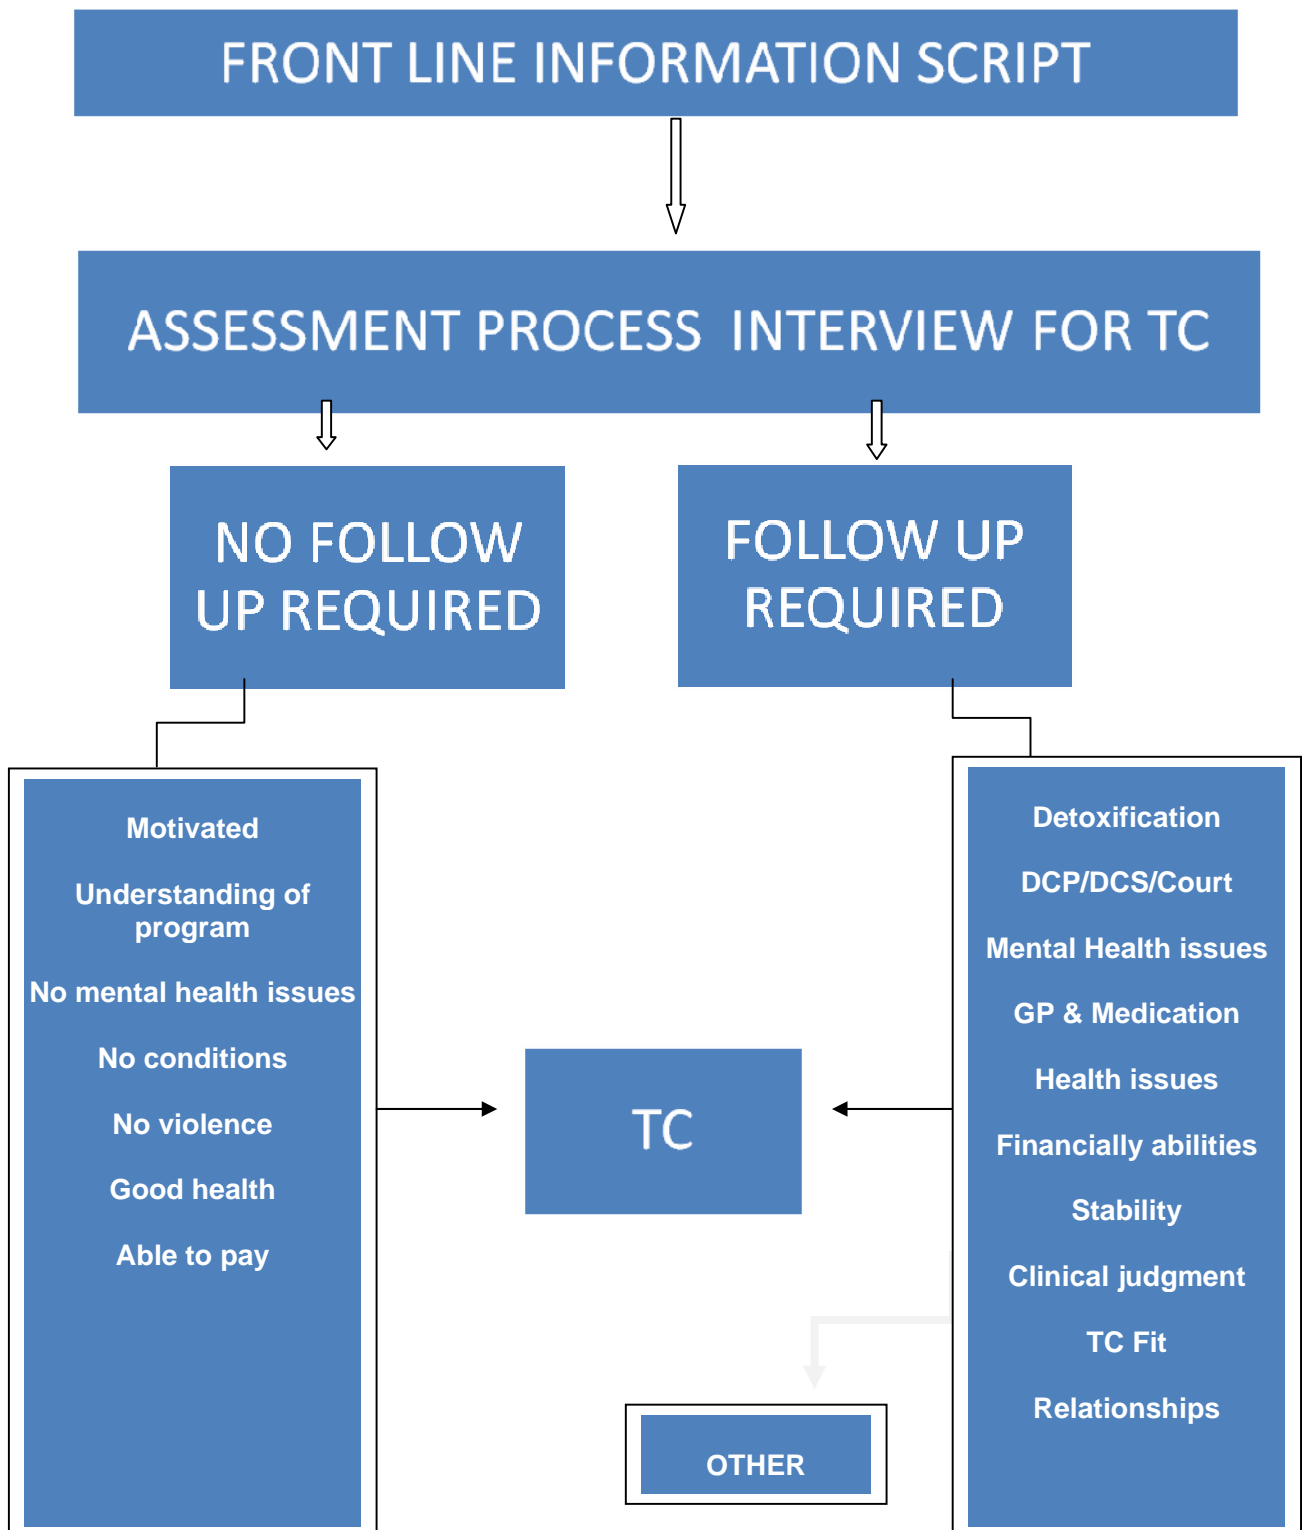 FRONT LINE INFORMATION SCRIPT
ASSESSMENT PROCESS INTERVIEW FOR TC
NO FOLLOW
UP REQUIRED
FOLLOW UP
REQUIRED
Motivated
Understanding of
program
No mental health issues
No conditions
No violence
Good health
Able to pay
TC
Detoxification
DCP/DCS/Court
Mental Health issues
GP & Medication
Health issues
Financially abilities
Stability
Clinical judgment
TC Fit
Relationships
OTHER